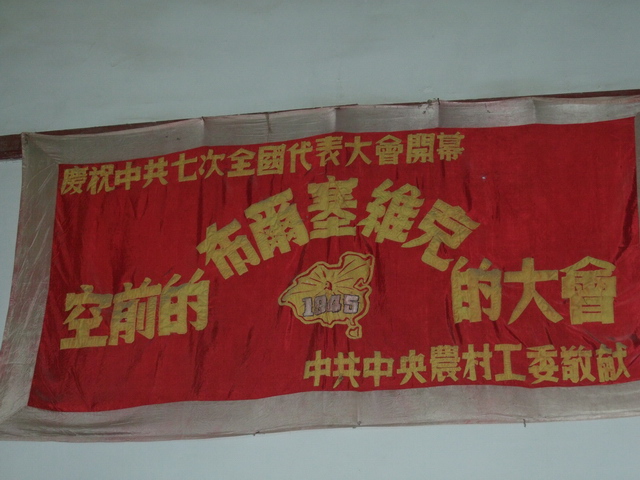 慶祝中共七次全國代表大會開幕
空前的布爾塞維克的大會
1945
中共中央農村工委敬献